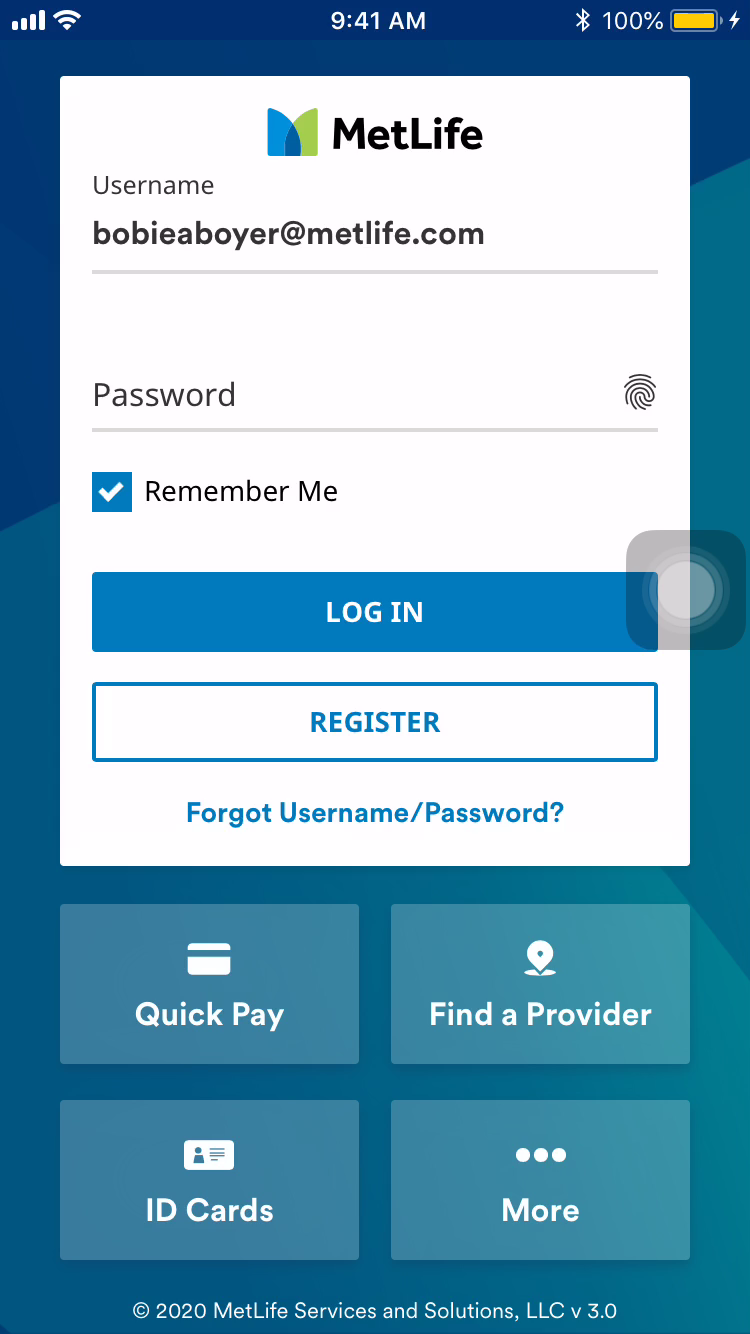 9:41 AM 100%
MetLife
Username
bobieaboyer@metlife.com
Password
Remember Me
LOG IN
REGISTER
Forgot Username/Password?
Quick Pay
Find a Provider
ID Cards
More
© 2020 MetLife Services and Solutions, LLC v 3.0